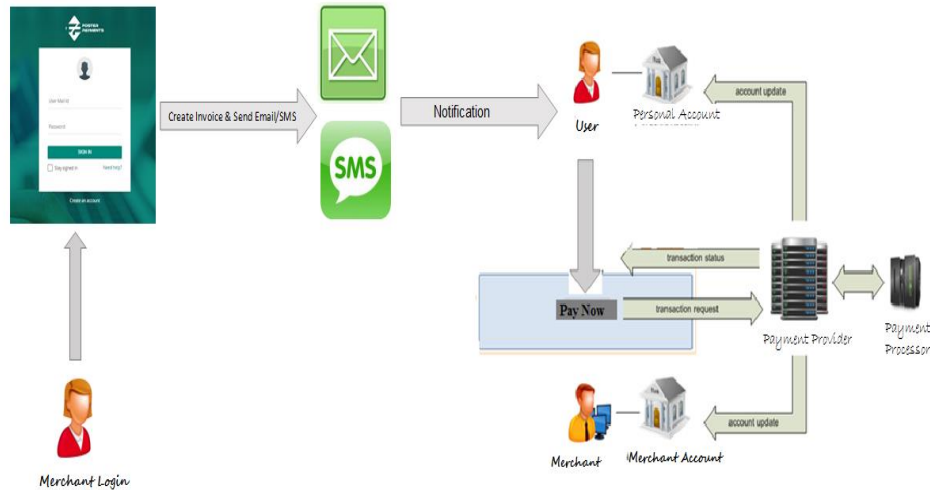 FOSTER
PAYMENTS
Password
SIGN IN
Stay signed in
Need help?
Create an account
Create Invoice & Send Email/SMS
SMS
Notification
User
Personal Account
account update
transaction status
Pay Now
transaction request
Payment Provider
Payment
Processor
account update
Merchant
Merchant Account
Merchant Login